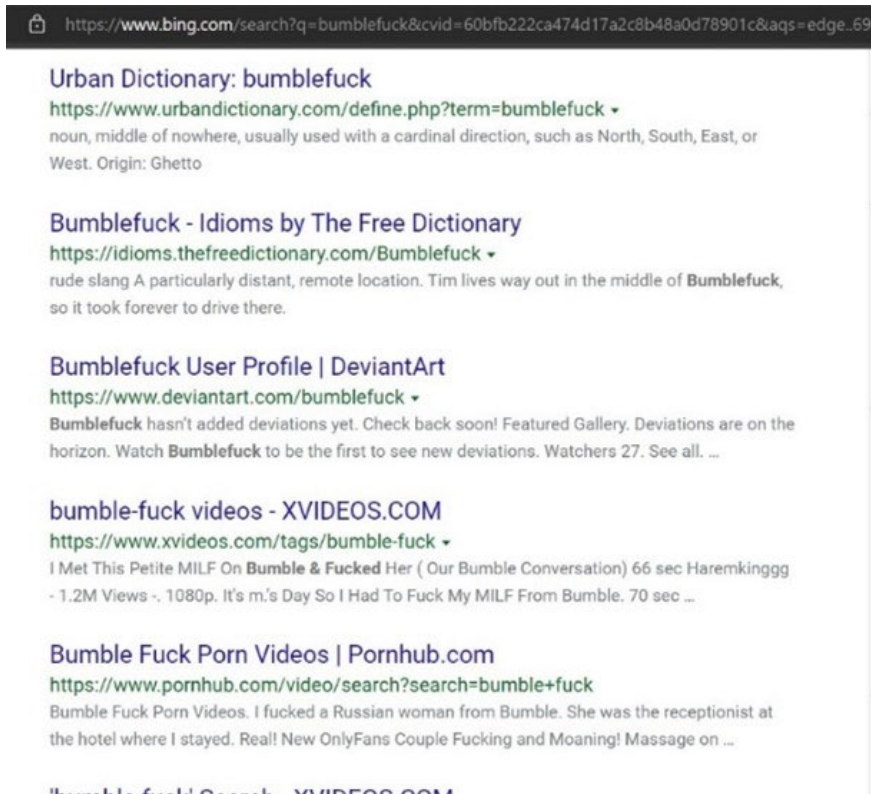 https://www.bing.com/search?q=bumblefuck&cvid=60bfb222ca474d17a2c8b48a0d78901c&aqs=edge..69
Urban Dictionary: bumblefuck
https://www.urbandictionary.com/define.php?term=bumblefuck
noun, middle of nowhere, usually used with a cardinal direction, such as North, South, East, or
West. Origin: Ghetto
Bumblefuck - Idioms by The Free Dictionary
https://idioms.thefreedictionary.com/Bumblefuck
rude slang A particularly distant, remote location. Tim lives way out in the middle of Bumblefuck,
so it took forever to drive there.
Bumblefuck User Profile | DeviantArt
https://www.deviantart.com/bumblefuck
Bumblefuck hasn't added deviations yet. Check back soon! Featured Gallery. Deviations are on the
horizon. Watch Bumblefuck to be the first to see new deviations. Watchers 27. See all. ...
bumble-fuck videos - XVIDEOS.COM
https://www.xvideos.com/tags/bumble-fuck
I Met This Petite MILF On Bumble & Fucked Her ( Our Bumble Conversation) 66 sec Haremkinggg
- 1.2M Views -. 1080p. It's m.'s Day So I Had To Fuck My MILF From Bumble. 70 sec ...
Bumble Fuck Porn Videos | Pornhub.com
https://www.pornhub.com/video/search?search=bumble+fuck
Bumble Fuck Porn Videos. I fucked a Russian woman from Bumble. She was the receptionist at
the hotel where I stayed. Real! New OnlyFans Couple Fucking and Moaning! Massage on ...
'bumble fuck' Search - XVIDEOS.COM